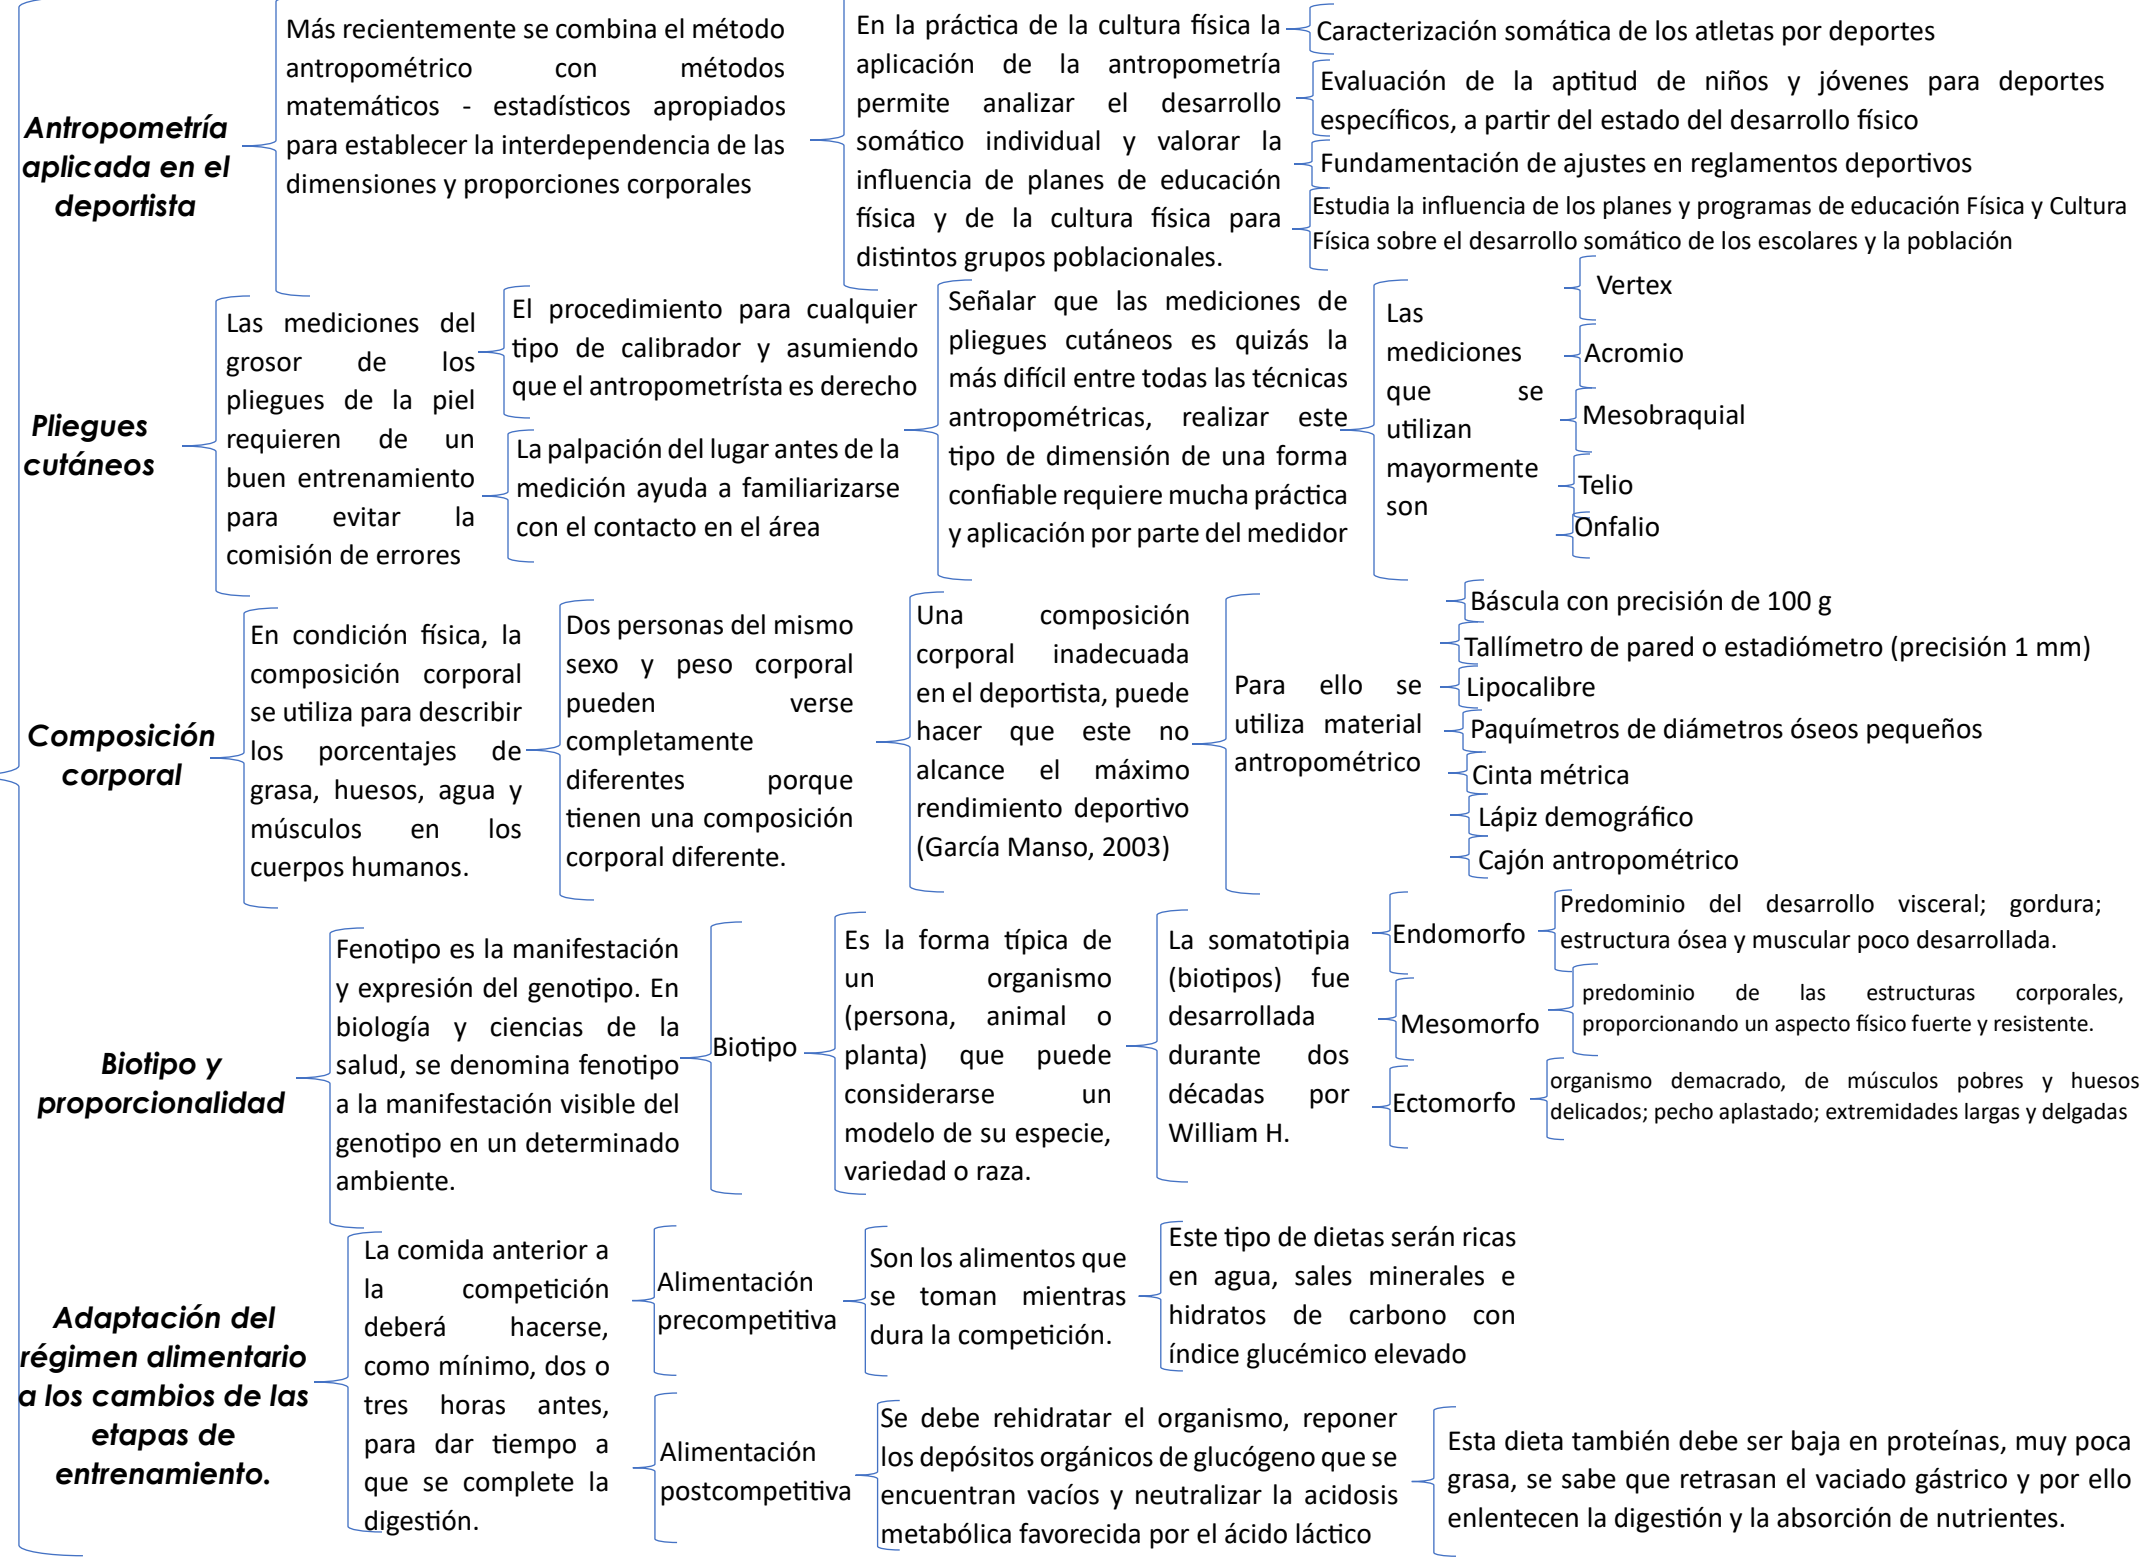 Antropometría
aplicada en el
deportista
Más recientemente se combina el método
antropométrico con métodos
matemáticos - estadísticos apropiados
para establecer la interdependencia de las
dimensiones y proporciones corporales
En la práctica de la cultura física la
aplicación de la antropometría
permite analizar el desarrollo
somático individual y valorar la
influencia de planes de educación
física y de la cultura física para
distintos grupos poblacionales.
Caracterización somática de los atletas por deportes
Evaluación de la aptitud de niños y jóvenes para deportes
específicos, a partir del estado del desarrollo físico
Fundamentación de ajustes en reglamentos deportivos
Estudia la influencia de los planes y programas de educación Física y Cultura
Física sobre el desarrollo somático de los escolares y la población
Pliegues
cutáneos
Las mediciones del
grosor de los
pliegues de la piel
requieren de un
buen entrenamiento
para evitar la
comisión de errores
El procedimiento para cualquier
tipo de calibrador y asumiendo
que el antropometrísta es derecho
La palpación del lugar antes de la
medición ayuda a familiarizarse
con el contacto en el área
Señalar que las mediciones de
pliegues cutáneos es quizás la
más difícil entre todas las técnicas
antropométricas, realizar este
tipo de dimensión de una forma
confiable requiere mucha práctica
y aplicación por parte del medidor
Las
mediciones
que se
utilizan
mayormente
son
Vertex
Acromio
Mesobraquial
Telio
Onfalio
Composición
corporal
En condición física, la
composición corporal
se utiliza para describir
los porcentajes de
grasa, huesos, agua y
músculos en los
cuerpos humanos.
Dos personas del mismo
sexo y peso corporal
pueden verse
completamente
diferentes porque
tienen una composición
corporal diferente.
Una composición
corporal inadecuada
en el deportista, puede
hacer que este no
alcance el máximo
rendimiento deportivo
(García Manso, 2003)
Para ello se
utiliza material
antropométrico
Báscula con precisión de 100 g
Tallímetro de pared o estadiómetro (precisión 1 mm)
Lipocalibre
Paquímetros de diámetros óseos pequeños
Cinta métrica
Lápiz demográfico
Cajón antropométrico
Biotipo y
proporcionalidad
Fenotipo es la manifestación
y expresión del genotipo. En
biología y ciencias de la
salud, se denomina fenotipo
a la manifestación visible del
genotipo en un determinado
ambiente.
Biotipo
Es la forma típica de
un organismo
(persona, animal o
planta) que puede
considerarse un
modelo de su especie,
variedad o raza.
La somatotipia
(biotipos) fue
desarrollada
durante dos
décadas por
William H.
Endomorfo
Predominio del desarrollo visceral; gordura;
estructura ósea y muscular poco desarrollada.
Mesomorfo
predominio de las estructuras corporales,
proporcionando un aspecto físico fuerte y resistente.
Ectomorfo
organismo demacrado, de músculos pobres y huesos
delicados; pecho aplastado; extremidades largas y delgadas
Adaptación del
régimen alimentario
a los cambios de las
etapas de
entrenamiento.
La comida anterior a
la competición
deberá hacerse,
como mínimo, dos o
tres horas antes,
para dar tiempo a
que se complete la
digestión.
Alimentación
precompetitiva
Son los alimentos que
se toman mientras
dura la competición.
Este tipo de dietas serán ricas
en agua, sales minerales e
hidratos de carbono con
índice glucémico elevado
Alimentación
postcompetitiva
Se debe rehidratar el organismo, reponer
los depósitos orgánicos de glucógeno que se
encuentran vacíos y neutralizar la acidosis
metabólica favorecida por el ácido láctico
Esta dieta también debe ser baja en proteínas, muy poca
grasa, se sabe que retrasan el vaciado gástrico y por ello
enlentecen la digestión y la absorción de nutrientes.